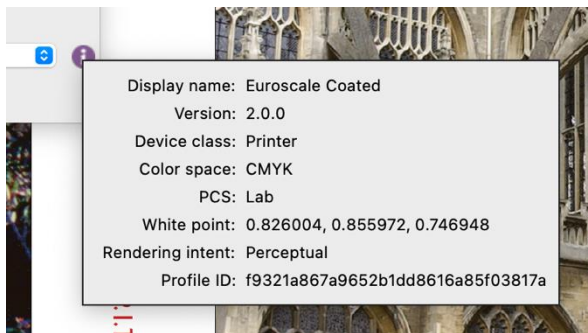 Display name: Euroscale Coated
Version: 2.0.0
Device class: Printer
Color space: CMYK
PCS: Lab
White point: 0.826004, 0.855972, 0.746948
Rendering intent: Perceptual
Profile ID: f9321a867a9652b1dd8616a85f03817a